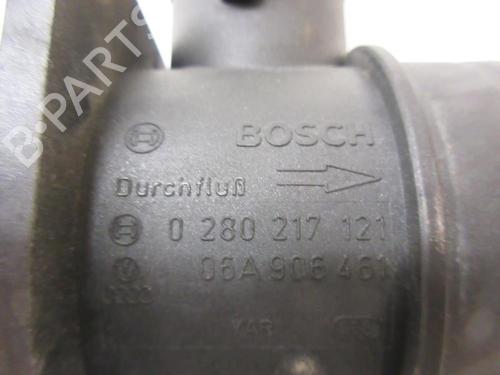 BOSCH
Durchfluß
0 280 217 121
06A 906 461
B-PARTS